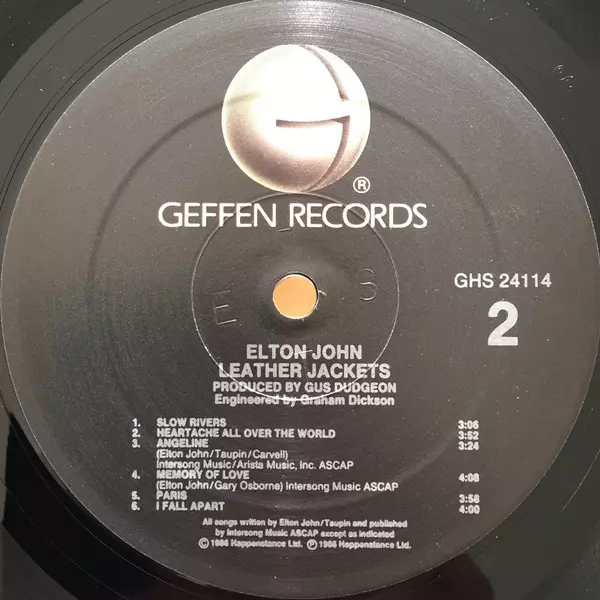 ®
GEFFEN RECORDS
GHS 24114
2
E S
ELTON JOHN
LEATHER JACKETS
PRODUCED BY GUS DUDGEON
Engineered by Graham Dickson
1. SLOW RIVERS 3:06
2. HEARTACHE ALL OVER THE WORLD 3:52
3. ANGELINE 3:24
(Elton John/Taupin/Carvell)
Intersong Music/Arista Music, Inc. ASCAP
4. MEMORY OF LOVE 4:08
(Elton John/Gary Osborne) Intersong Music ASCAP
5. PARIS 3:58
6. I FALL APART 4:00
All songs written by Elton John/Taupin and published
by Intersong Music ASCAP except as indicated
© 1986 Happenstance Ltd. ℗ 1986 Happenstance Ltd.